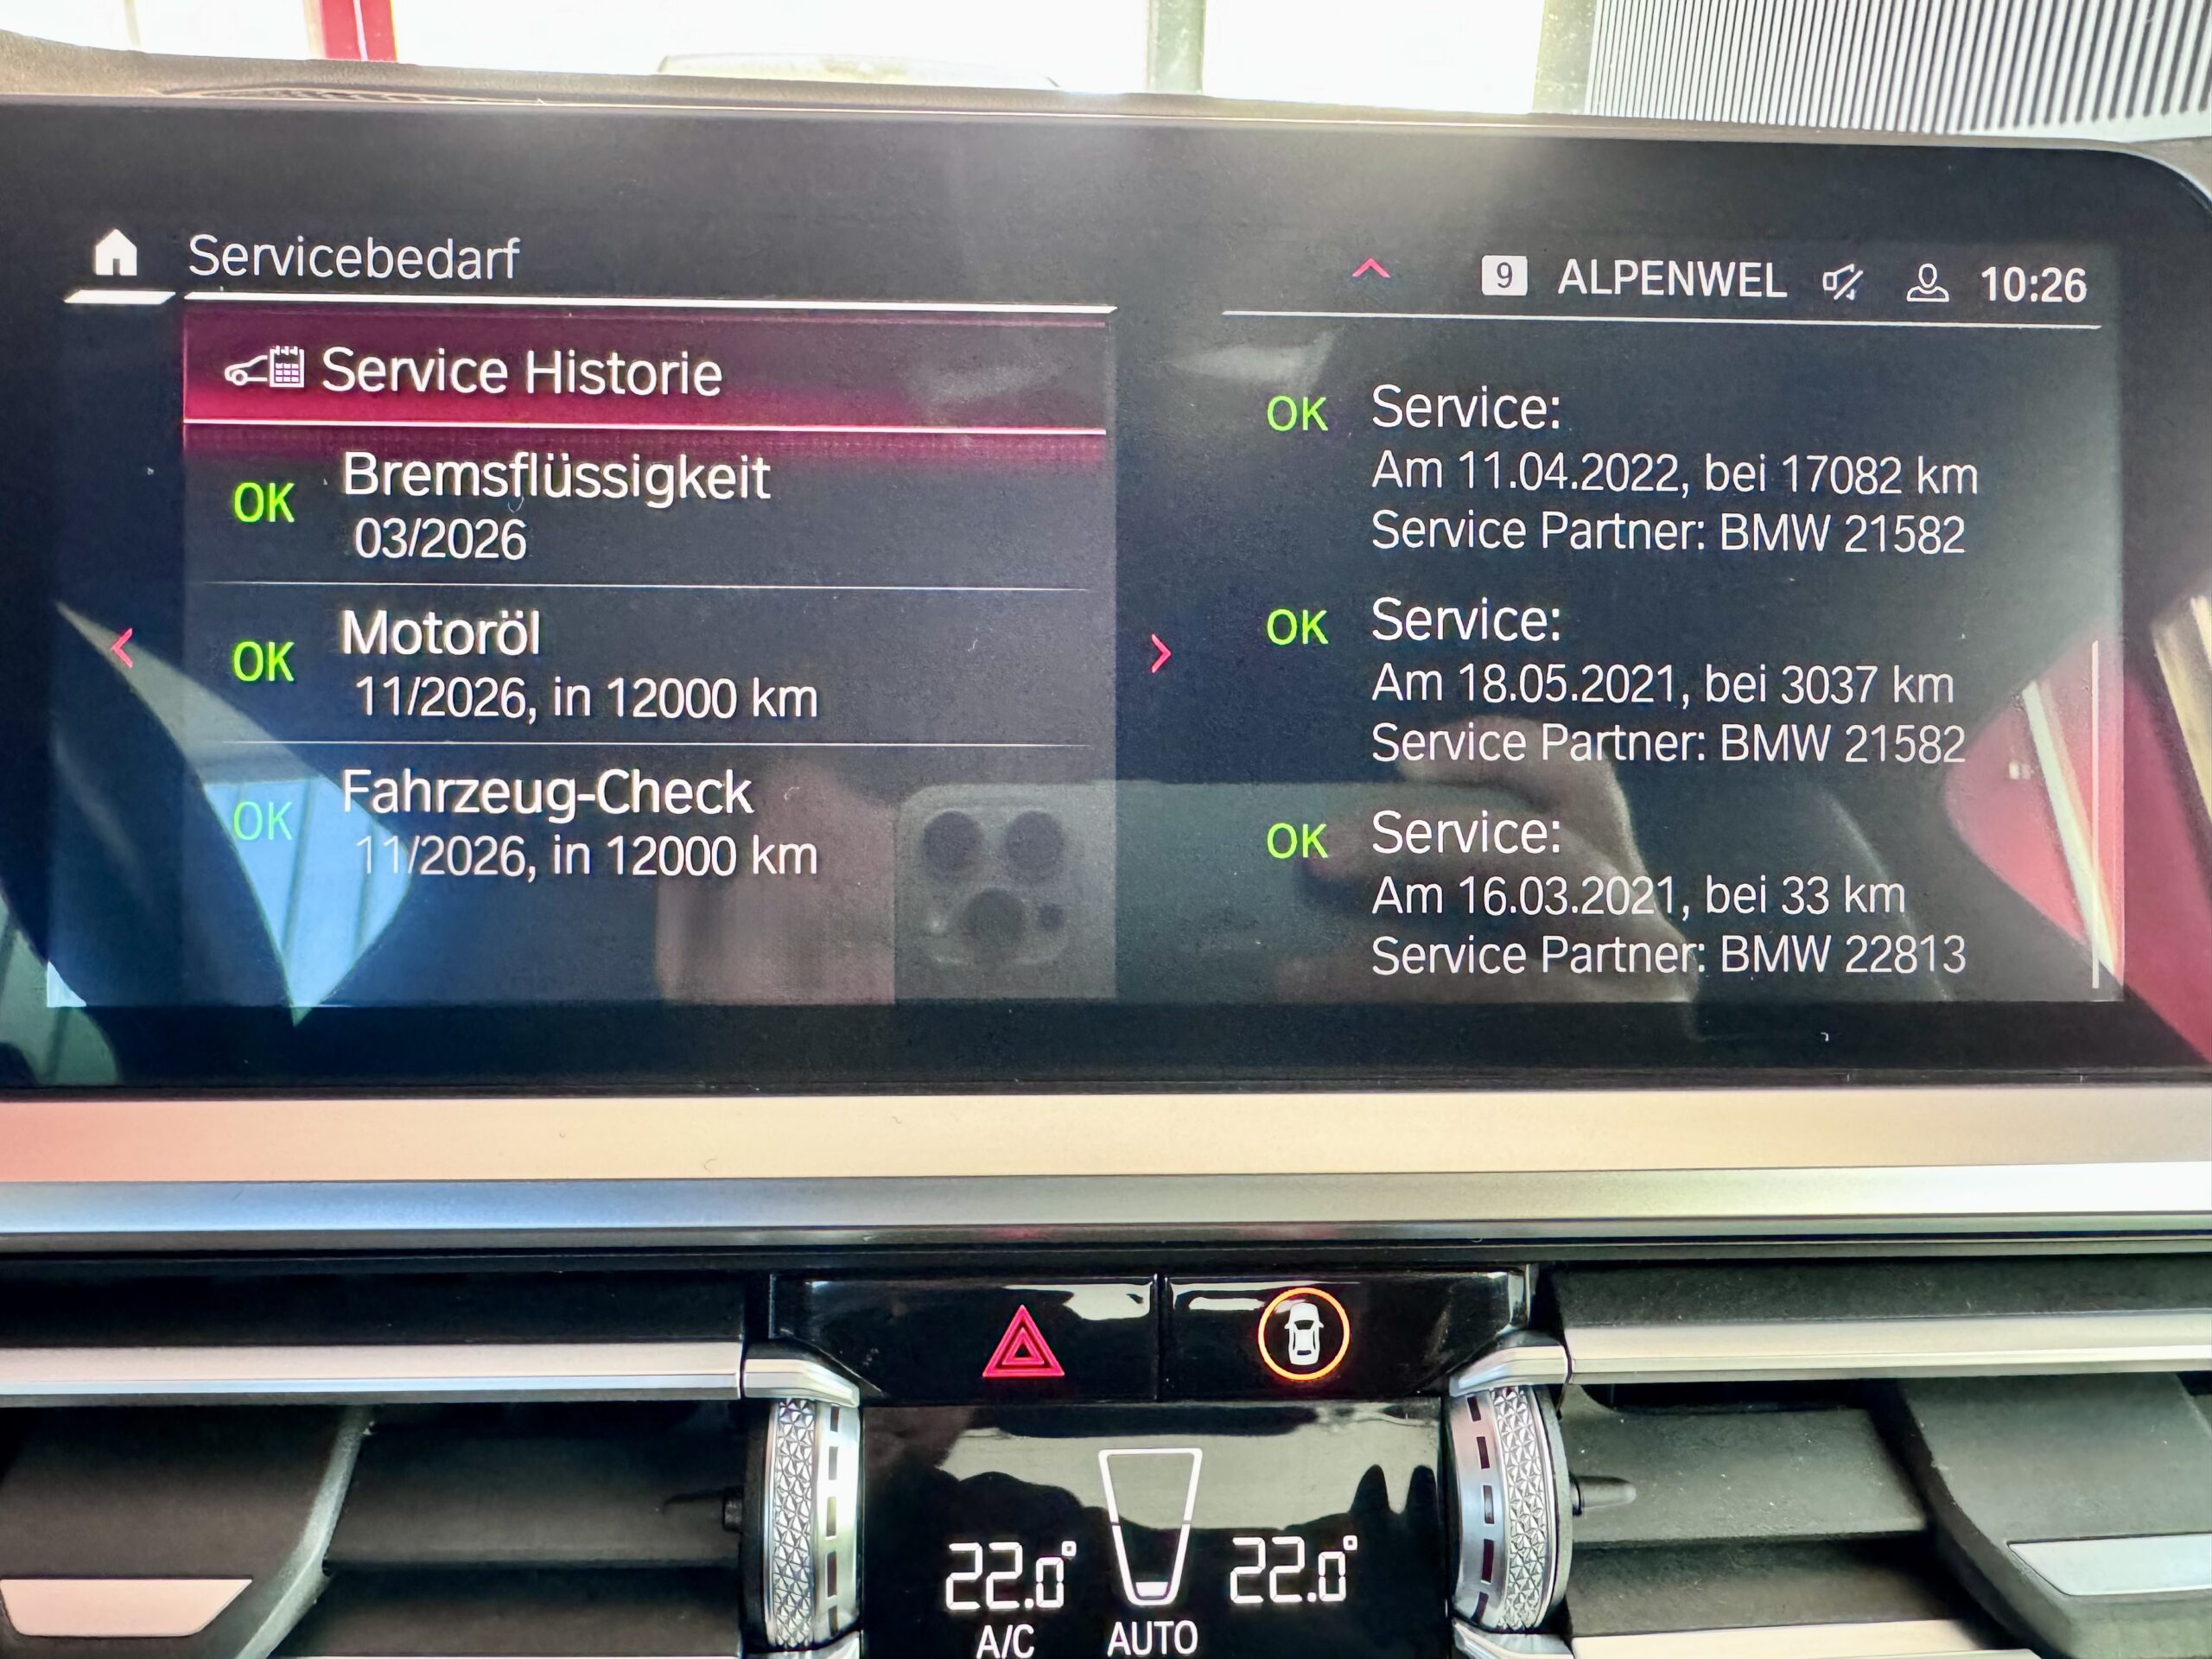 Servicebedarf
9 ALPENWEL 10:26
Service Historie
OK Bremsflüssigkeit
03/2026
OK Motoröl
11/2026, in 12000 km
OK Fahrzeug-Check
11/2026, in 12000 km
OK Service:
Am 11.04.2022, bei 17082 km
Service Partner: BMW 21582
OK Service:
Am 18.05.2021, bei 3037 km
Service Partner: BMW 21582
OK Service:
Am 16.03.2021, bei 33 km
Service Partner: BMW 22813
22.0° 22.0°
A/C AUTO